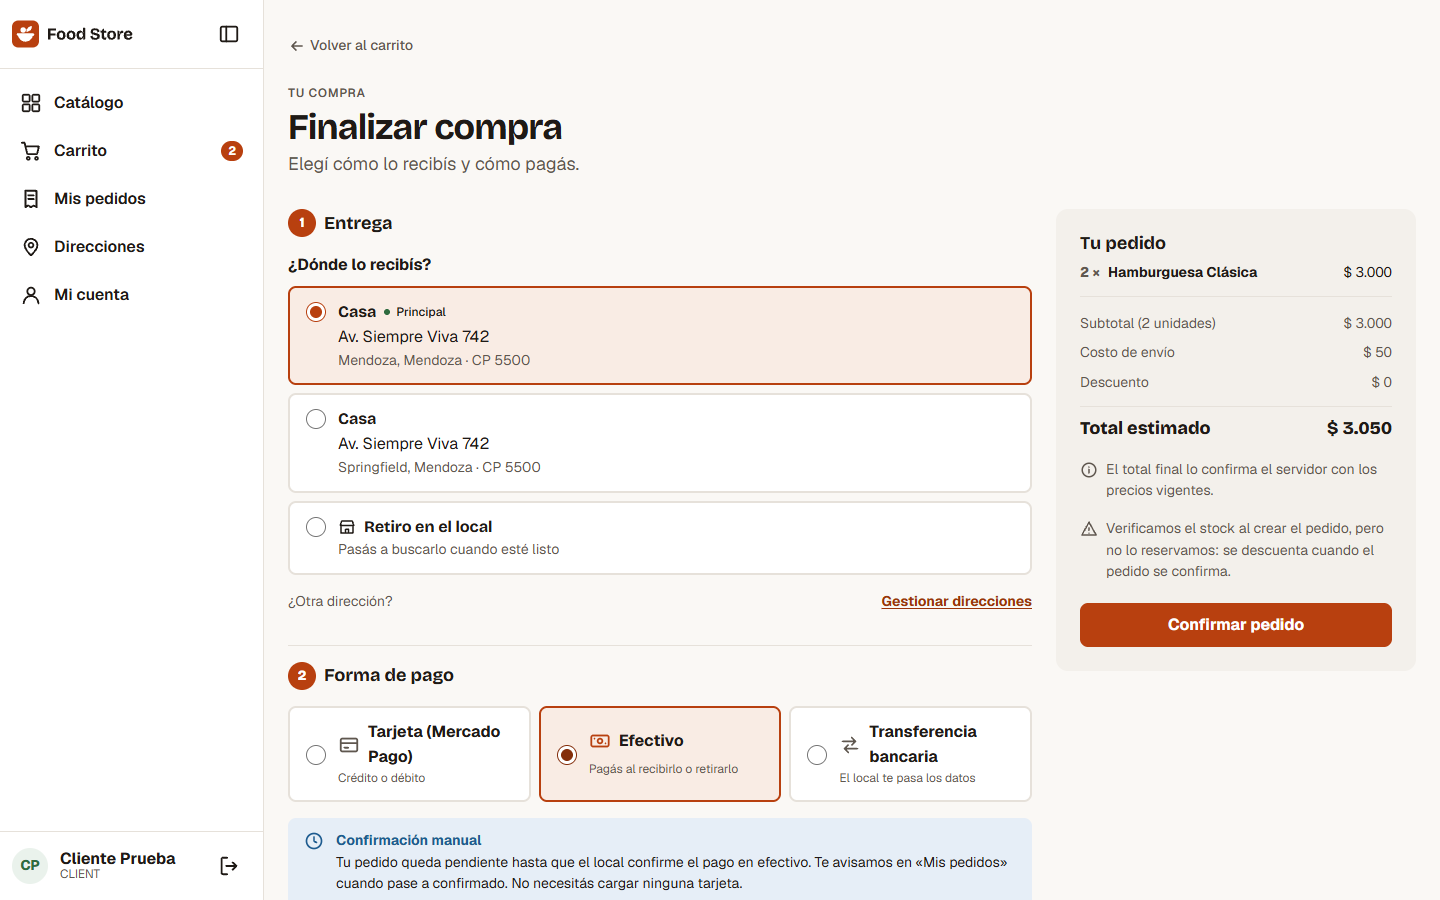 Food Store
Catálogo
Carrito 2
Mis pedidos
Direcciones
Mi cuenta
CP
Cliente Prueba
CLIENT
Volver al carrito
TU COMPRA
Finalizar compra
Elegí cómo lo recibís y cómo pagás.
1 Entrega
¿Dónde lo recibís?
Casa Principal
Av. Siempre Viva 742
Mendoza, Mendoza · CP 5500
Casa
Av. Siempre Viva 742
Springfield, Mendoza · CP 5500
Retiro en el local
Pasás a buscarlo cuando esté listo
¿Otra dirección? Gestionar direcciones
2 Forma de pago
Tarjeta (Mercado
Pago)
Crédito o débito
Efectivo
Pagás al recibirlo o retirarlo
Transferencia
bancaria
El local te pasa los datos
Confirmación manual
Tu pedido queda pendiente hasta que el local confirme el pago en efectivo. Te avisamos en «Mis pedidos»
cuando pase a confirmado. No necesitás cargar ninguna tarjeta.
Tu pedido
2 × Hamburguesa Clásica $ 3.000
Subtotal (2 unidades) $ 3.000
Costo de envío $ 50
Descuento $ 0
Total estimado $ 3.050
El total final lo confirma el servidor con los
precios vigentes.
Verificamos el stock al crear el pedido, pero
no lo reservamos: se descuenta cuando el
pedido se confirma.
Confirmar pedido